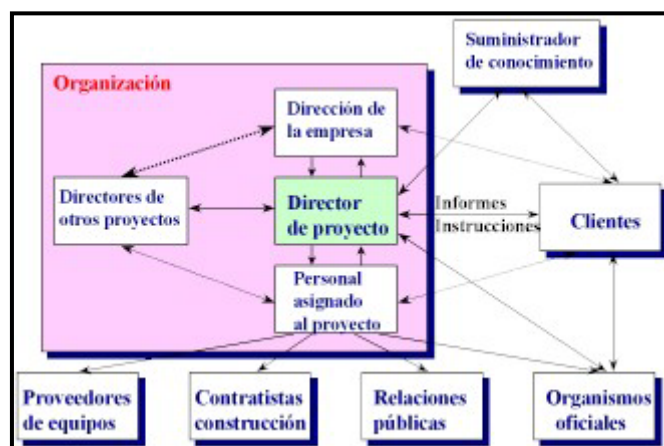 Suministrador
de conocimiento
Organización
Dirección de
la empresa
Directores de
otros proyectos
Director
de proyecto
Informes
Instrucciones
Clientes
Personal
asignado
al proyecto
Proveedores
de equipos
Contratistas
construcción
Relaciones
públicas
Organismos
oficiales